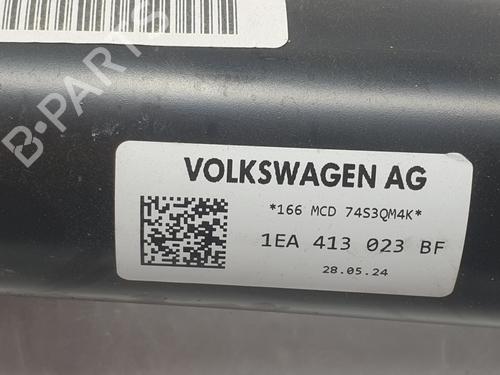 B-PARTS
VOLKSWAGEN AG
*166 MCD 74S3QM4K*
1EA 413 023 BF
28.05.24